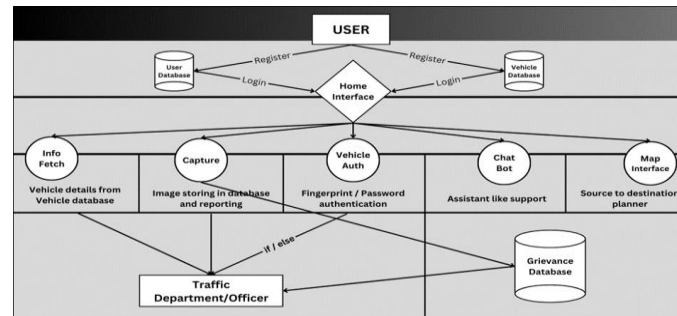 USER
Register
Register
User
Database
Vehicle
Database
Login
Login
Home
Interface
Info
Fetch
Capture
Vehicle
Auth
Chat
Bot
Map
Interface
Vehicle details from
Vehicle database
Image storing in database
and reporting
Fingerprint / Password
authentication
Assistant like support
Source to destination
planner
if / else
Grievance
Database
Traffic
Department/Officer